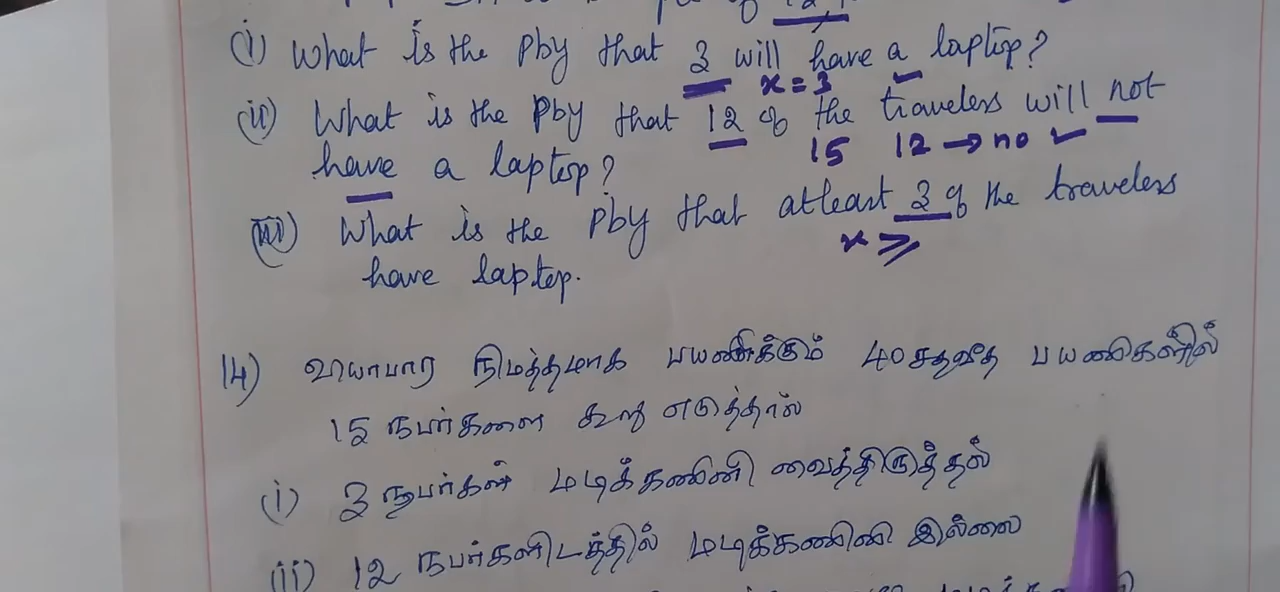 (i) What is the Pby that 3 will have a laptop?
x = 3
(ii) What is the Pby that 12 of the travelers will not
15 12 → no ✓
have a laptop?
(iii) What is the Pby that atleast 3 of the travelers
x ≥
have laptop.
14) வியாபார நிமத்தமாக பயணிக்கும் 40 சதவீத பயணிகளில்
15 நபர்களை கூறு எடுத்தால்
(i) 3 நபர்கள் மடிக்கணினி வைத்திருத்தல்
(ii) 12 நபர்களிடத்தில் மடிக்கணினி இல்லை